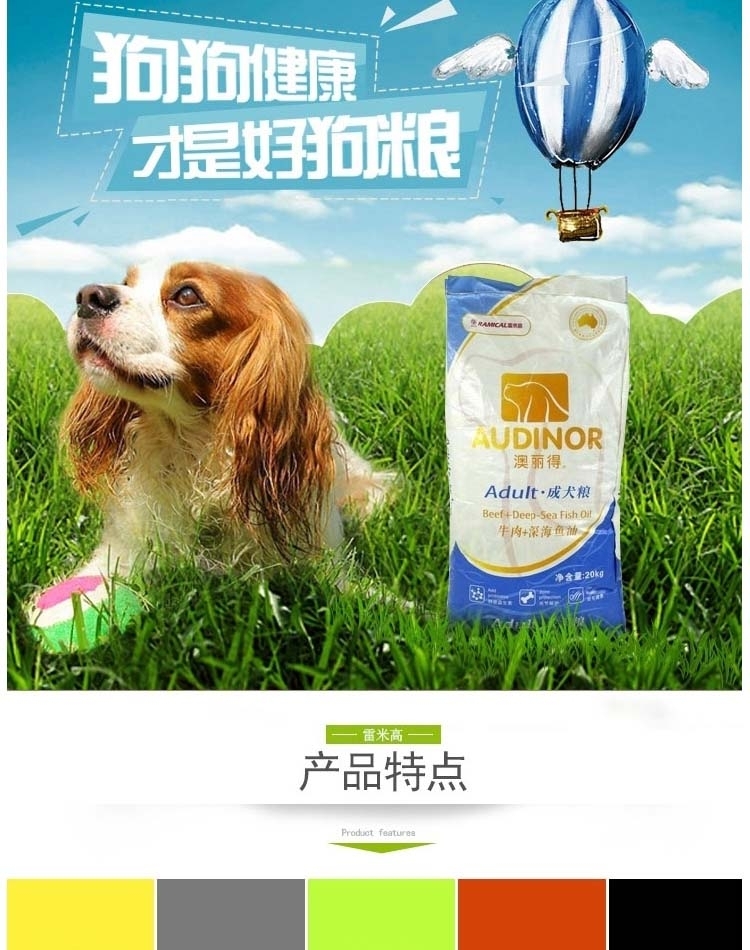 狗狗健康
才是好狗粮
RAMICAL雷米高
AUDINOR
澳丽得
Adult·成犬粮
Beef+Deep-Sea Fish Oil
牛肉+深海鱼油
净含量:20kg
Adult
粮
雷米高
产品特点
Product features